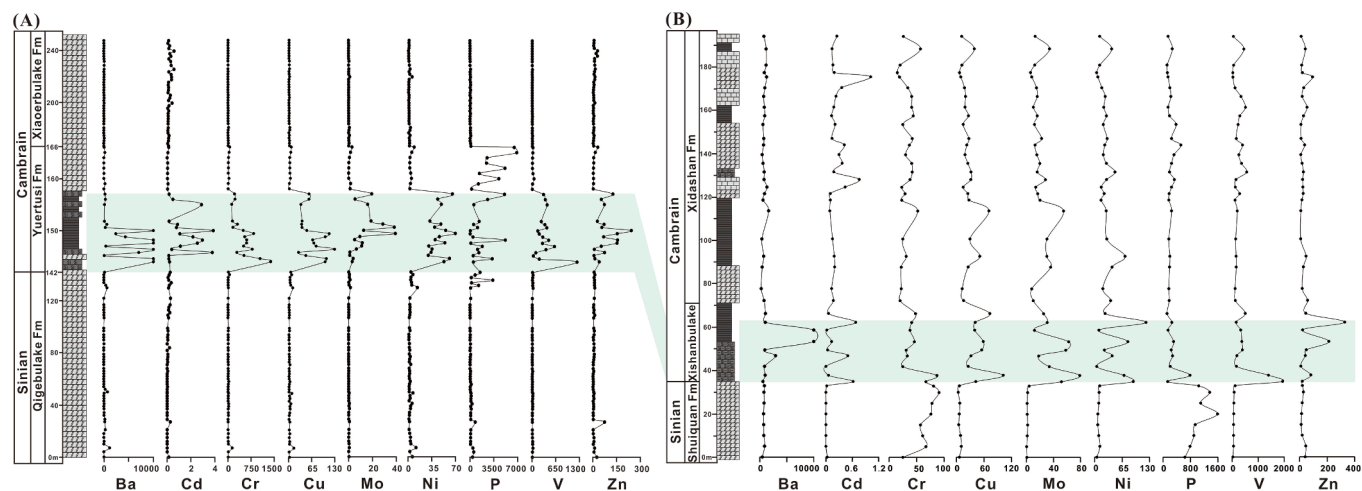 (A)
Cambrain
Sinian
Xiaoerbulake Fm
Yuertusi Fm
Qigebulake Fm
240
200
166
160
150
142
120
80
40
0m
0 10000
0 2 4
0 750 1500
0 65 130
0 20 40
0 35 70
0 3500 7000
0 650 1300
0 150 300
Ba Cd Cr Cu Mo Ni P V Zn
(B)
Cambrain
Sinian
Xidashan Fm
Xishanbulake
Shuiquan Fm
180
160
140
120
100
80
60
40
20
0m
0 10000
0 0.6 1.2
0 50 100
0 60 120
0 40 80
0 65 130
0 800 1600
0 1000 2000
0 200 400
Ba Cd Cr Cu Mo Ni P V Zn